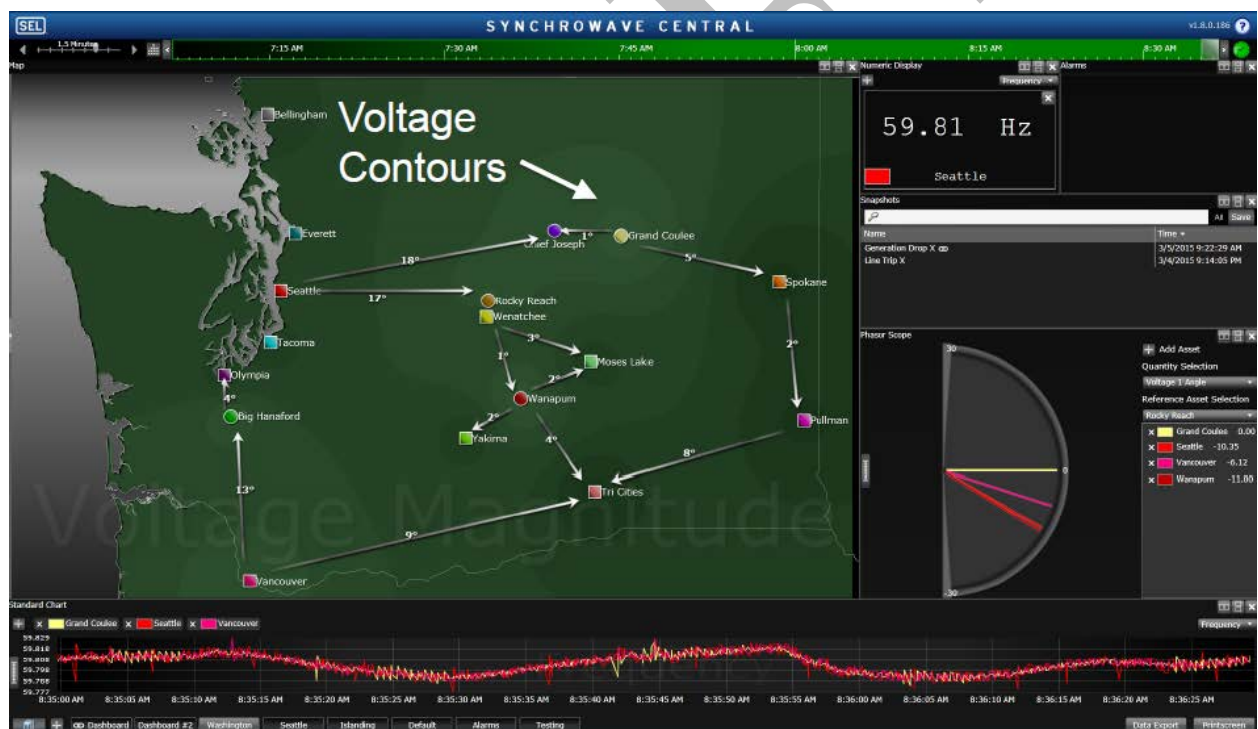 SEL
SYNCHROWAVE CENTRAL
v1.8.0.186 ?
1.5 Minutes
7:15 AM 7:30 AM 7:45 AM 8:00 AM 8:15 AM 8:30 AM
Map
Bellingham
Voltage
Contours
Everett
Chief Joseph
1°
Grand Coulee
18°
5°
Seattle
17°
Spokane
Rocky Reach
Wenatchee
Tacoma
3°
2°
1°
Moses Lake
Olympia
2°
4°
Wanapum
Big Hanaford
2°
Pullman
Yakima
4°
8°
13°
Tri Cities
Voltage Magnitude
9°
Vancouver
Numeric Display
Frequency
59.81 Hz
Seattle
Alarms
Snapshots
All Save
Name Time
Generation Drop X 3/5/2015 9:22:29 AM
Line Trip X 3/4/2015 9:14:05 PM
Phasor Scope
30
0
-30
Add Asset
Quantity Selection
Voltage 1 Angle
Reference Asset Selection
Rocky Reach
x Grand Coulee 0.00
x Seattle -10.35
x Vancouver -6.12
x Wanapum -11.00
Standard Chart
x Grand Coulee x Seattle x Vancouver
Frequency
59.829
59.818
59.808
59.798
59.788
59.777
8:35:00 AM 8:35:05 AM 8:35:10 AM 8:35:15 AM 8:35:20 AM 8:35:25 AM 8:35:30 AM 8:35:35 AM 8:35:40 AM 8:35:45 AM 8:35:50 AM 8:35:55 AM 8:36:00 AM 8:36:05 AM 8:36:10 AM 8:36:15 AM 8:36:20 AM 8:36:25 AM
Dashboard Dashboard #2 Washington Seattle Islanding Default Alarms Testing
Data Export Printscreen